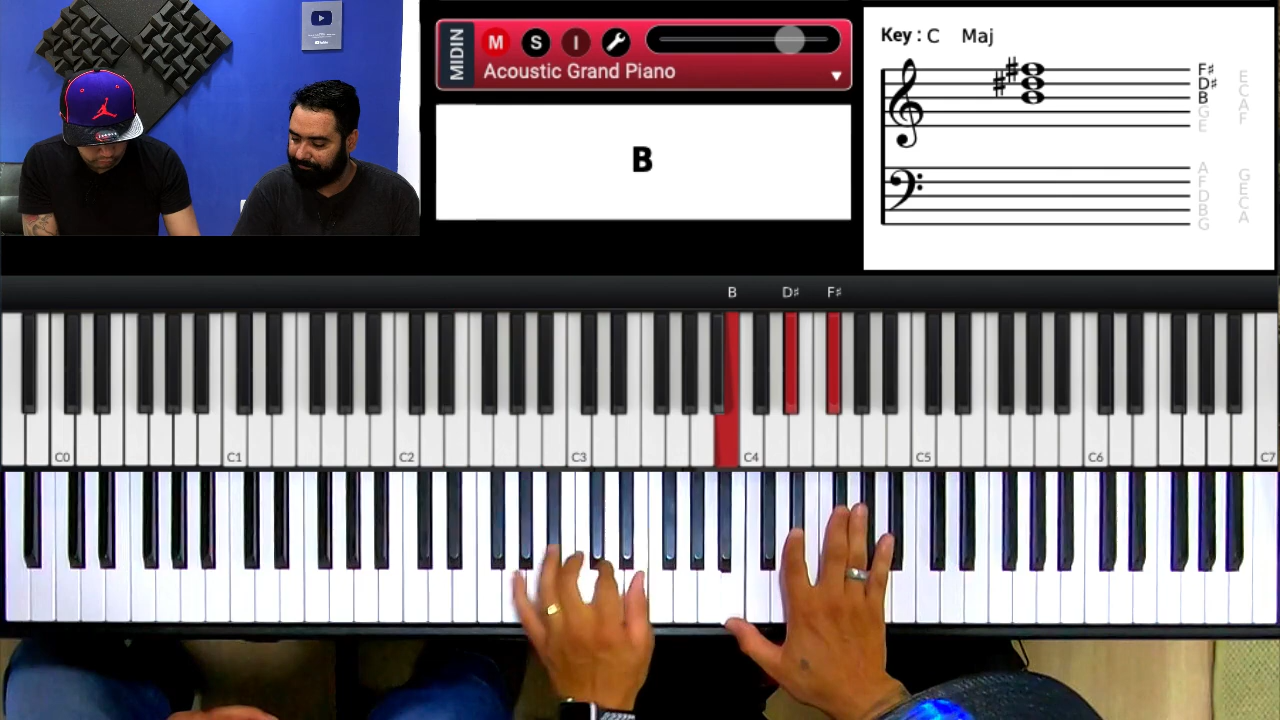 MIDIN
M S I
Acoustic Grand Piano
B
Key : C Maj
F♯
D♯
B
G
E
E
C
A
F
A
F
D
B
G
G
E
C
A
B D♯ F♯
C0 C1 C2 C3 C4 C5 C6 C7